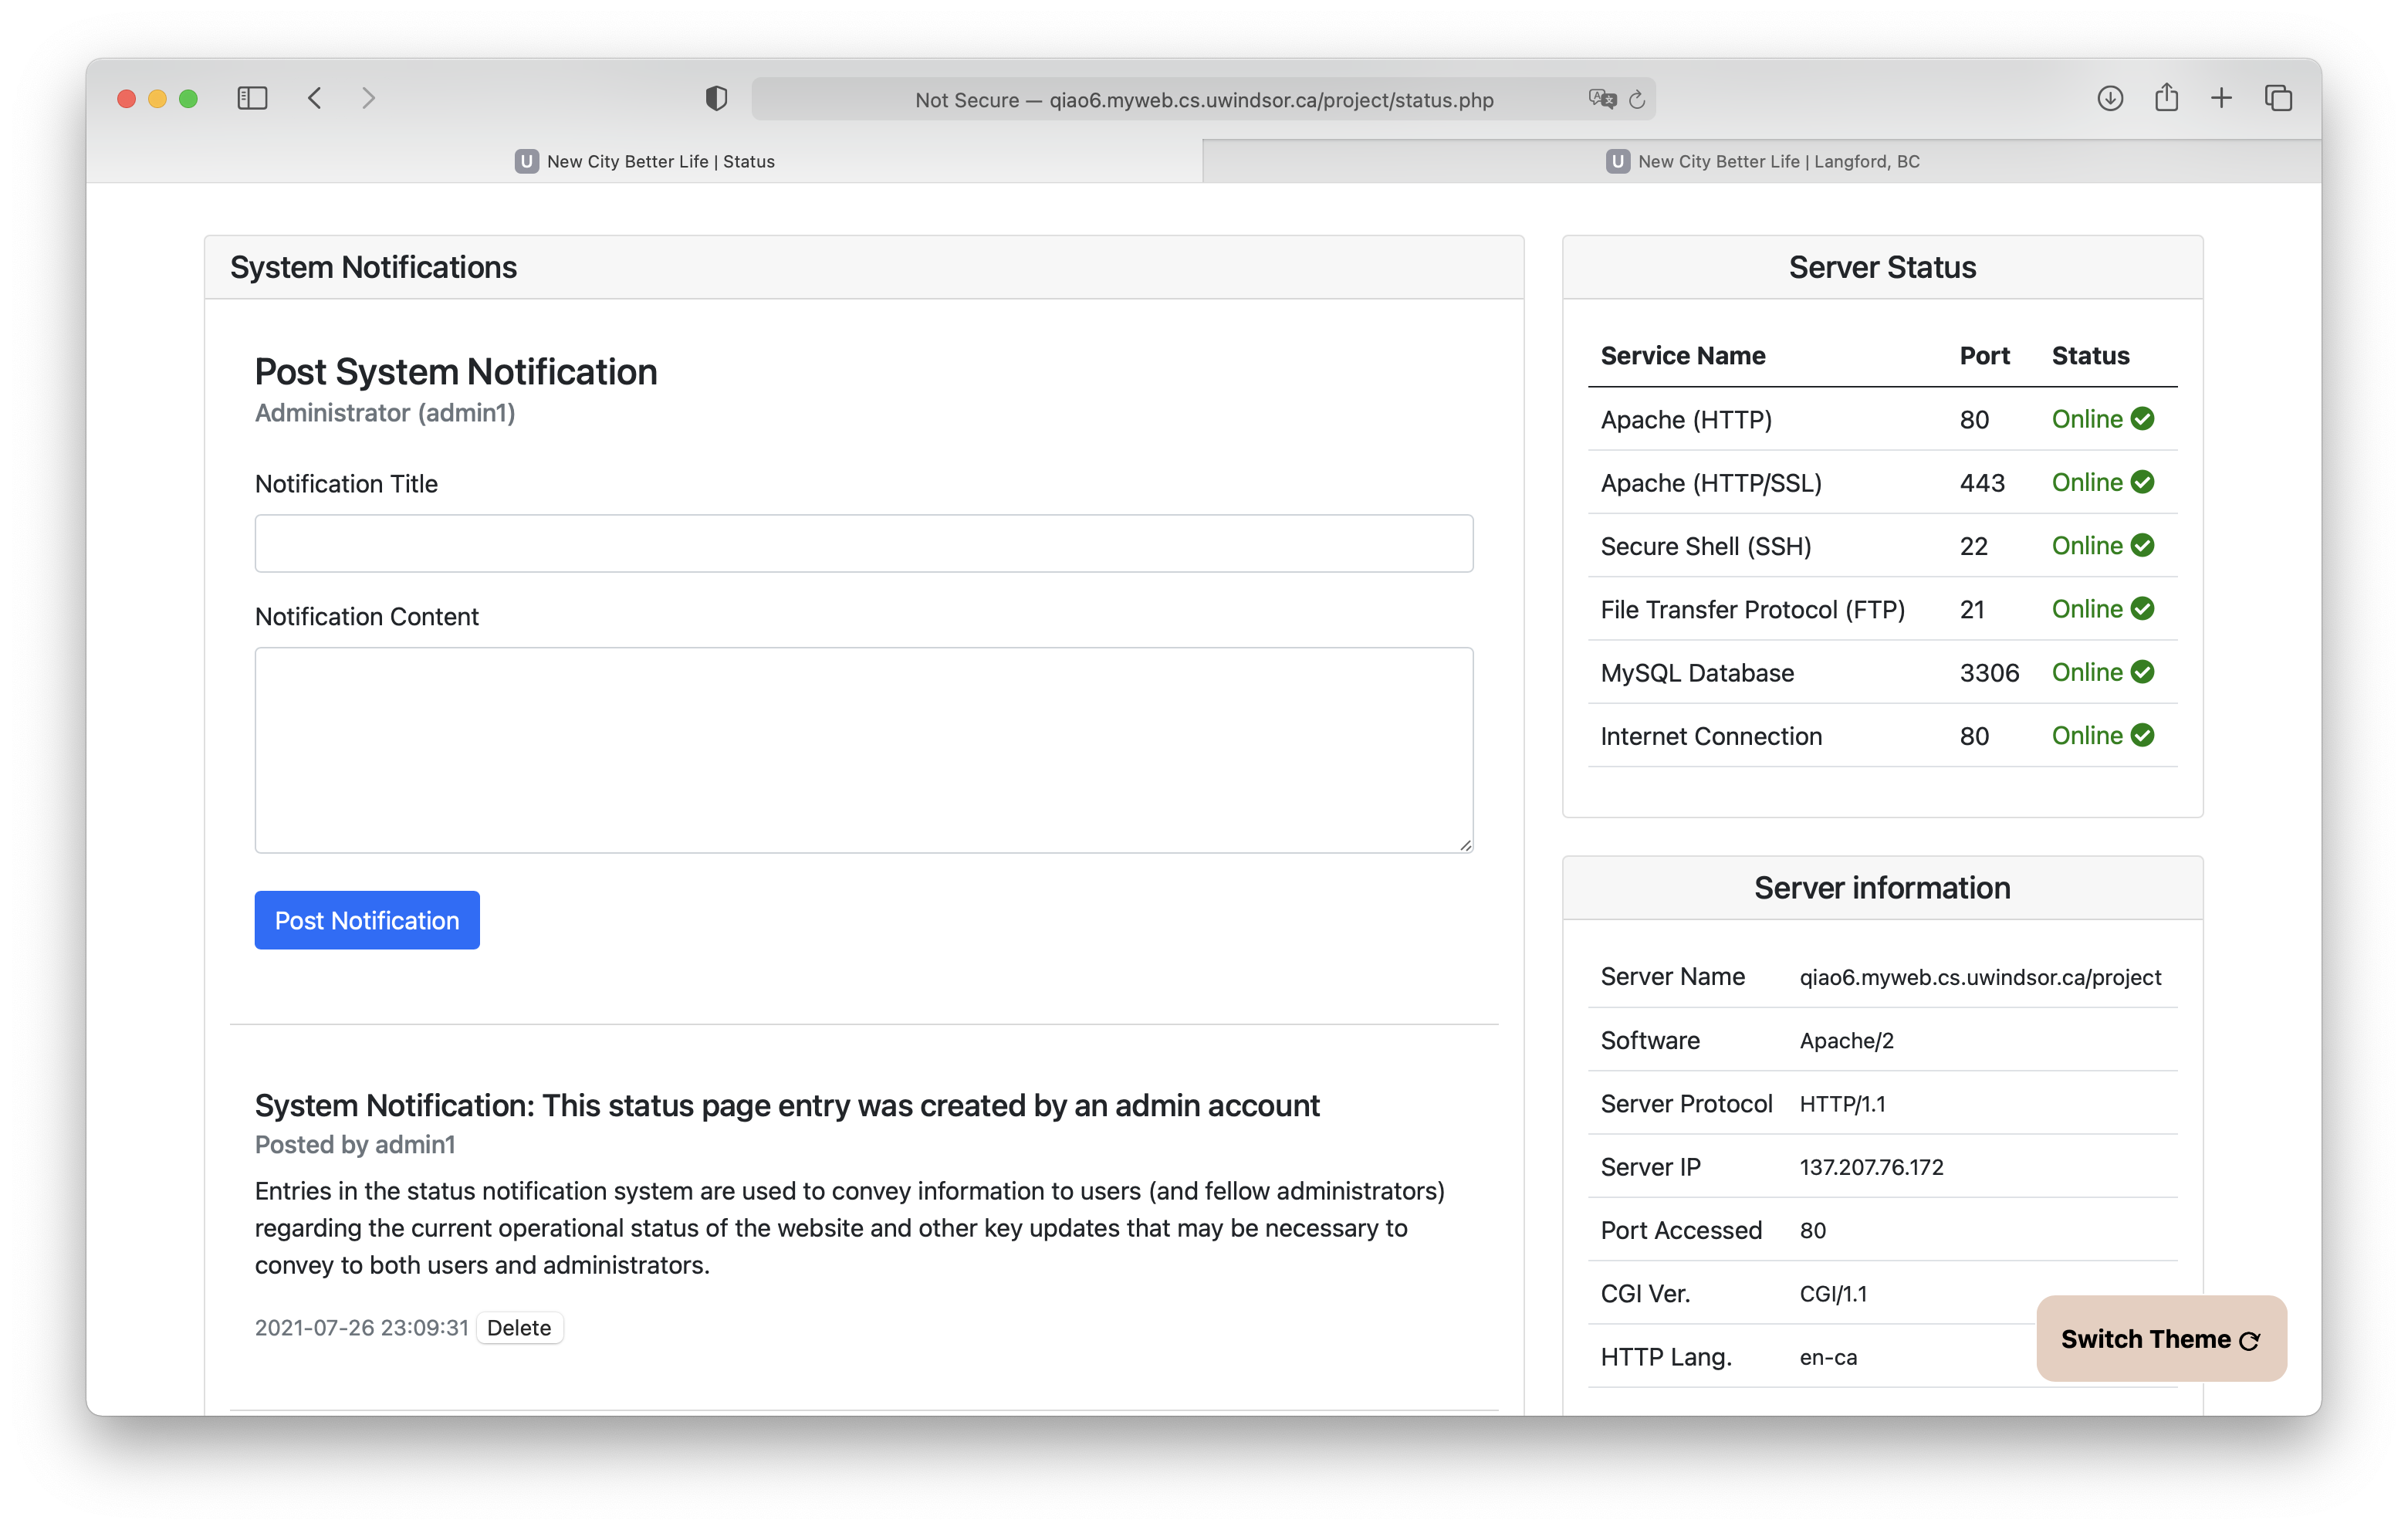 Not Secure — qiao6.myweb.cs.uwindsor.ca/project/status.php
U New City Better Life | Status
U New City Better Life | Langford, BC
System Notifications
Post System Notification
Administrator (admin1)
Notification Title
Notification Content
Post Notification
System Notification: This status page entry was created by an admin account
Posted by admin1
Entries in the status notification system are used to convey information to users (and fellow administrators)
regarding the current operational status of the website and other key updates that may be necessary to
convey to both users and administrators.
2021-07-26 23:09:31 Delete
Server Status
Service Name Port Status
Apache (HTTP) 80 Online
Apache (HTTP/SSL) 443 Online
Secure Shell (SSH) 22 Online
File Transfer Protocol (FTP) 21 Online
MySQL Database 3306 Online
Internet Connection 80 Online
Server information
Server Name qiao6.myweb.cs.uwindsor.ca/project
Software Apache/2
Server Protocol HTTP/1.1
Server IP 137.207.76.172
Port Accessed 80
CGI Ver. CGI/1.1
HTTP Lang. en-ca
Switch Theme